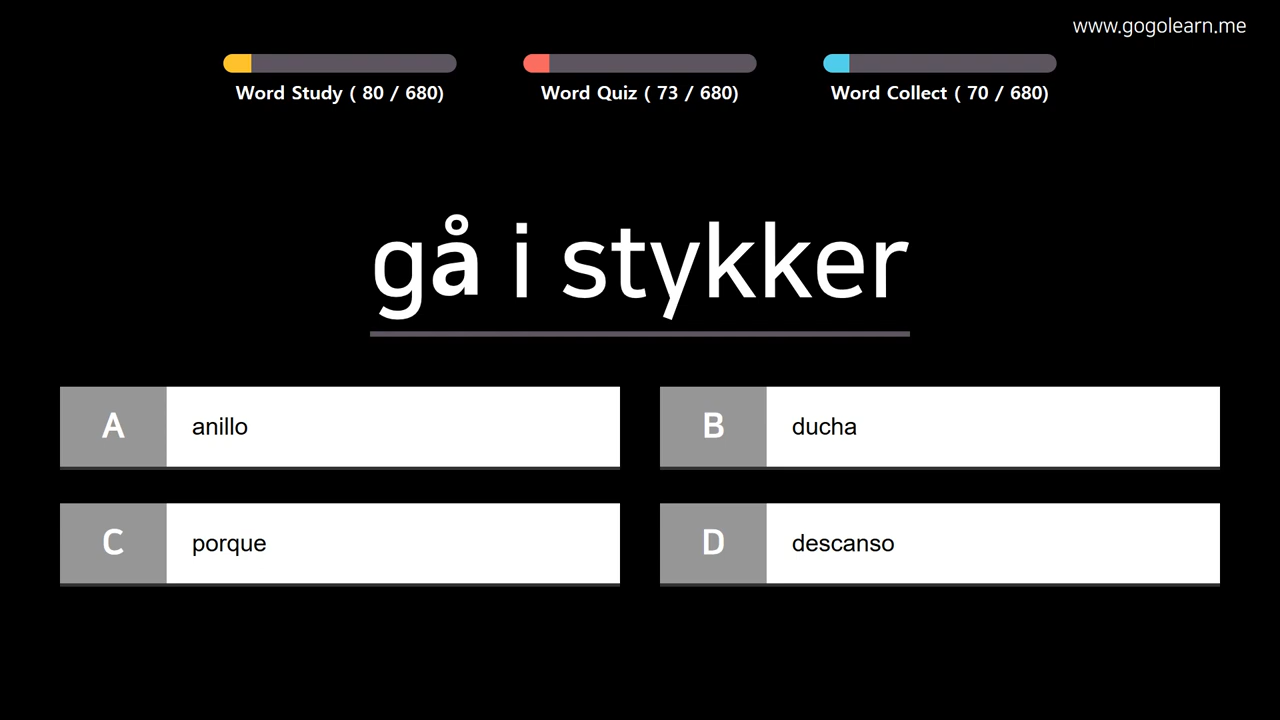 www.gogolearn.me
Word Study ( 80 / 680)
Word Quiz ( 73 / 680)
Word Collect ( 70 / 680)
gå i stykker
A anillo
B ducha
C porque
D descanso